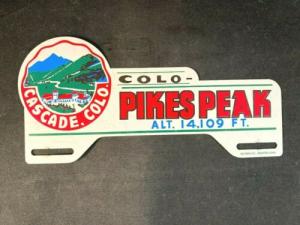 CASCADE, COLO.
COLO-
PIKES PEAK
ALT. 14,109 FT.